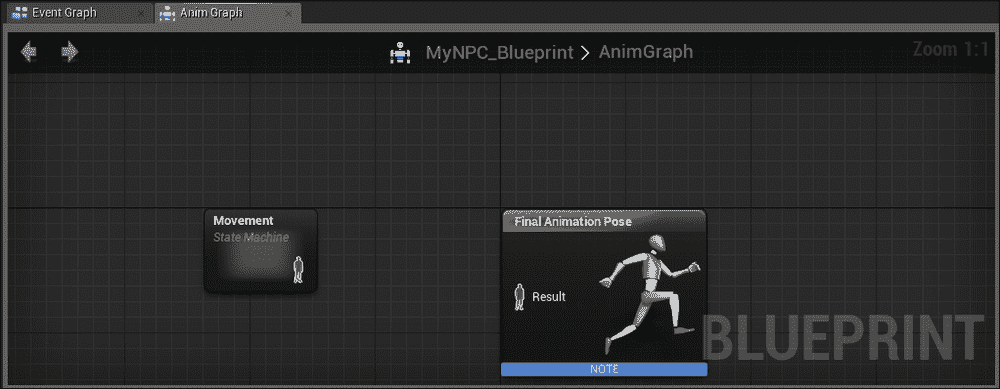 Event Graph
Anim Graph
MyNPC_Blueprint > AnimGraph
Zoom 1:1
Movement
State Machine
Final Animation Pose
Result
NOTE
BLUEPRINT